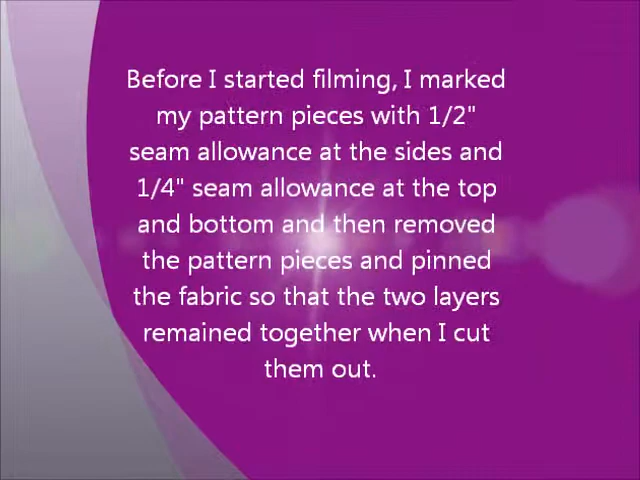 Before I started filming, I marked
my pattern pieces with 1/2"
seam allowance at the sides and
1/4" seam allowance at the top
and bottom and then removed
the pattern pieces and pinned
the fabric so that the two layers
remained together when I cut
them out.